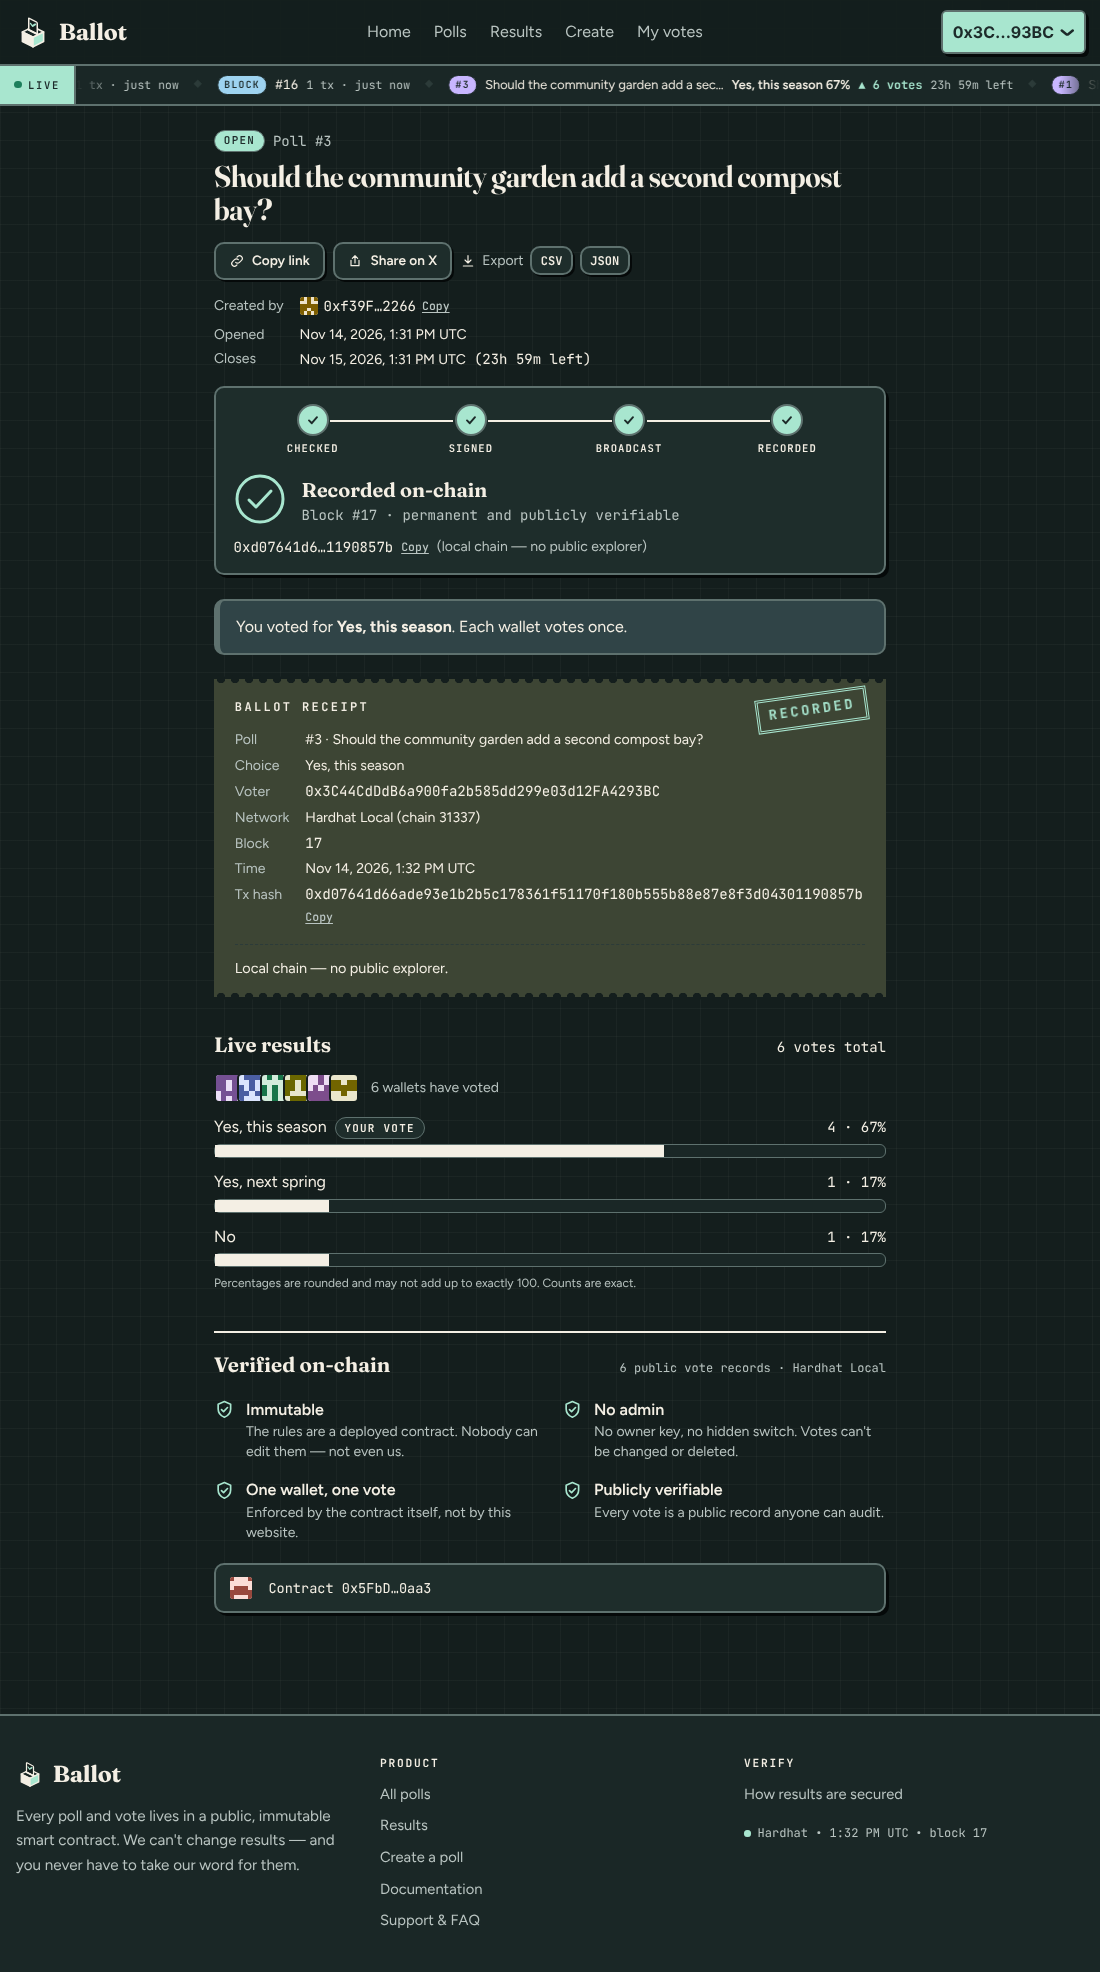 Ballot
Home Polls Results Create My votes
0x3C…93BC
LIVE
tx · just now
BLOCK #16 1 tx · just now
#3 Should the community garden add a sec… Yes, this season 67% ▲ 6 votes 23h 59m left
#1
OPEN Poll #3
Should the community garden add a second compost
bay?
Copy link Share on X Export CSV JSON
Created by 0xf39F…2266 Copy
Opened Nov 14, 2026, 1:31 PM UTC
Closes Nov 15, 2026, 1:31 PM UTC (23h 59m left)
CHECKED SIGNED BROADCAST RECORDED
Recorded on-chain
Block #17 · permanent and publicly verifiable
0xd07641d6…1190857b Copy (local chain — no public explorer)
You voted for Yes, this season. Each wallet votes once.
BALLOT RECEIPT
RECORDED
Poll #3 · Should the community garden add a second compost bay?
Choice Yes, this season
Voter 0x3C44CdDdB6a900fa2b585dd299e03d12FA4293BC
Network Hardhat Local (chain 31337)
Block 17
Time Nov 14, 2026, 1:32 PM UTC
Tx hash 0xd07641d66ade93e1b2b5c178361f51170f180b555b88e87e8f3d04301190857b
Copy
Local chain — no public explorer.
Live results 6 votes total
6 wallets have voted
Yes, this season YOUR VOTE 4 · 67%
Yes, next spring 1 · 17%
No 1 · 17%
Percentages are rounded and may not add up to exactly 100. Counts are exact.
Verified on-chain 6 public vote records · Hardhat Local
Immutable
The rules are a deployed contract. Nobody can
edit them — not even us.
No admin
No owner key, no hidden switch. Votes can't
be changed or deleted.
One wallet, one vote
Enforced by the contract itself, not by this
website.
Publicly verifiable
Every vote is a public record anyone can audit.
Contract 0x5FbD…0aa3
Ballot
Every poll and vote lives in a public, immutable
smart contract. We can't change results — and
you never have to take our word for them.
PRODUCT
All polls
Results
Create a poll
Documentation
Support & FAQ
VERIFY
How results are secured
Hardhat • 1:32 PM UTC • block 17